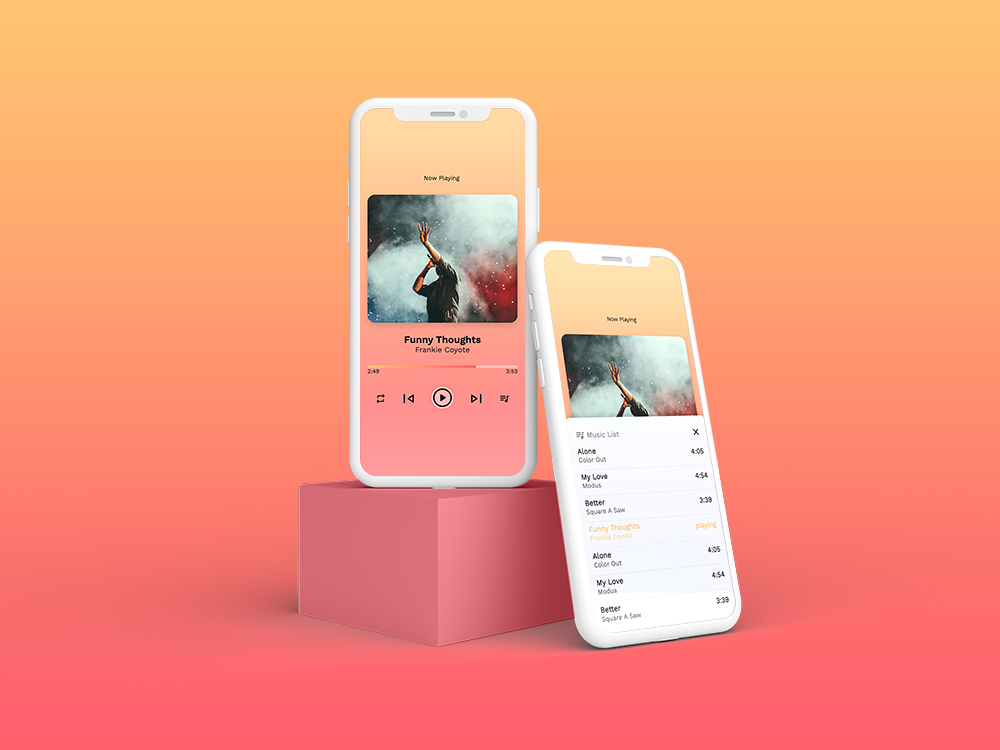 Now Playing
Funny Thoughts
Frankie Coyote
2:49 3:53
Now Playing
Music List X
Alone 4:05
Color Out
My Love 4:54
Modus
Better 3:39
Square A Saw
Funny Thoughts playing
Frankie Coyote
Alone 4:05
Color Out
My Love 4:54
Modus
Better 3:39
Square A Saw